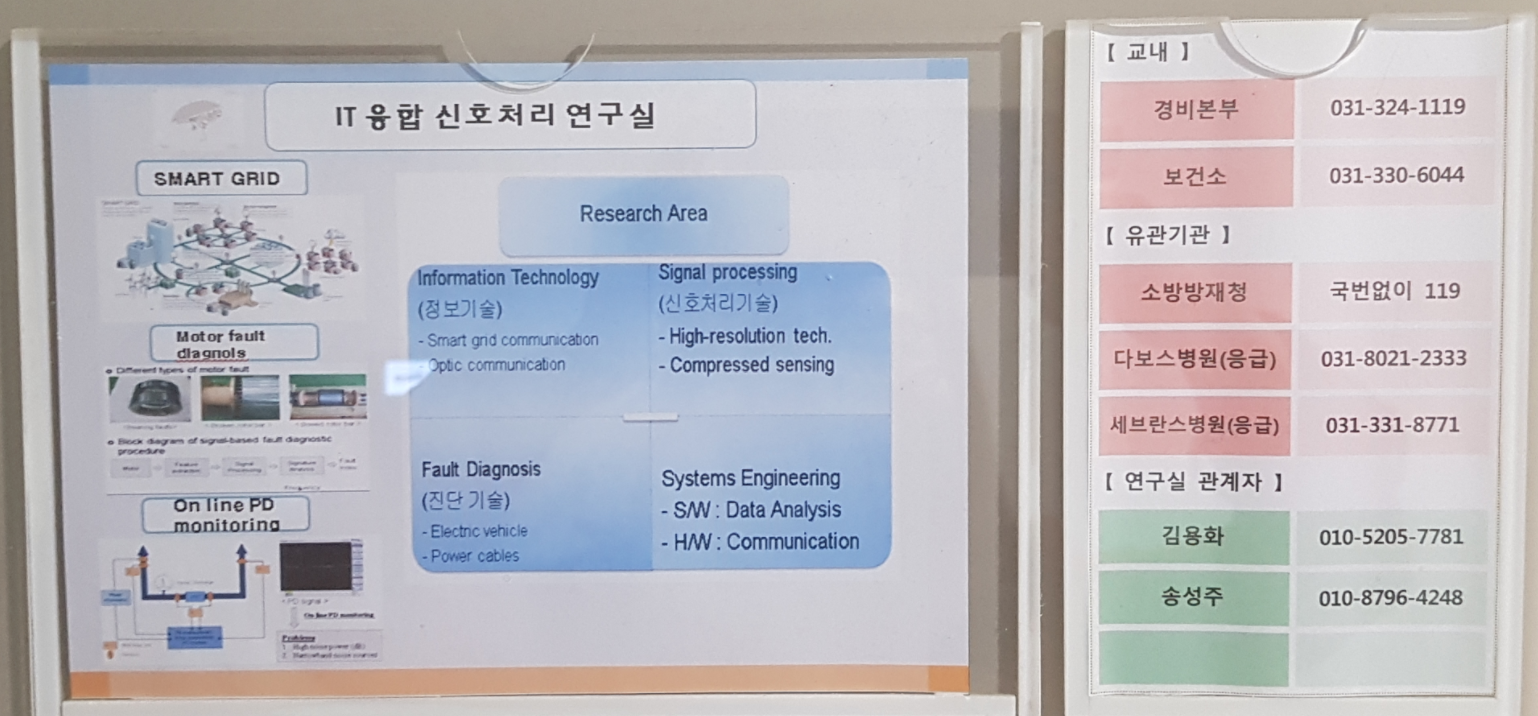 IT 융합 신호처리 연구실
SMART GRID
Motor fault
diagnols
Different types of motor fault
Block diagram of signal-based fault diagnostic
procedure
On line PD
monitoring
On line PD monitoring
Problems
Research Area
Information Technology
(정보기술)
- Smart grid communication
- Optic communication
Signal processing
(신호처리기술)
- High-resolution tech.
- Compressed sensing
Fault Diagnosis
(진단 기술)
- Electric vehicle
- Power cables
Systems Engineering
- S/W : Data Analysis
- H/W : Communication
【 교내 】
경비본부 031-324-1119
보건소 031-330-6044
【 유관기관 】
소방방재청 국번없이 119
다보스병원(응급) 031-8021-2333
세브란스병원(응급) 031-331-8771
【 연구실 관계자 】
김용화 010-5205-7781
송성주 010-8796-4248